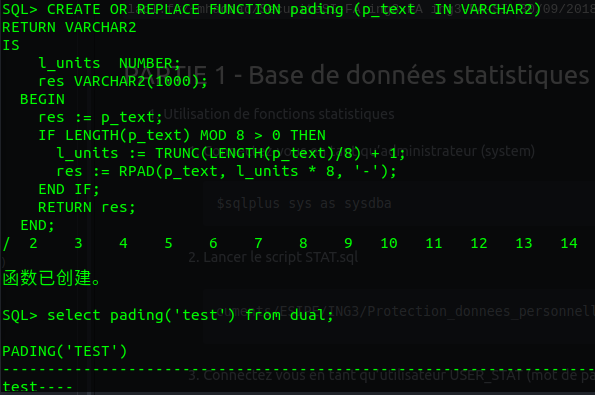 SQL> CREATE OR REPLACE FUNCTION pading (p_text  IN VARCHAR2)
RETURN VARCHAR2
IS
    l_units  NUMBER;
    res VARCHAR2(1000);
  BEGIN
    res := p_text;
    IF LENGTH(p_text) MOD 8 > 0 THEN
      l_units := TRUNC(LENGTH(p_text)/8) + 1;
      res := RPAD(p_text, l_units * 8, '-');
    END IF;
    RETURN res;
  END;
/  2    3    4    5    6    7    8    9   10   11   12   13   14
函数已创建。
SQL> select pading('test') from dual;
PADING('TEST')
------------------------------------------------------------------
test----
PARTIE 1 - Base de données statistiques
1. Utilisation de fonctions statistiques
qu'administrateur (system)
$sqlplus sys as sysdba
2. Lancer le script STAT.sql
/ING3/Protection_donnees_personnell
3. Connectez vous en tant qu'utilisateur USER_STAT (mot de pa